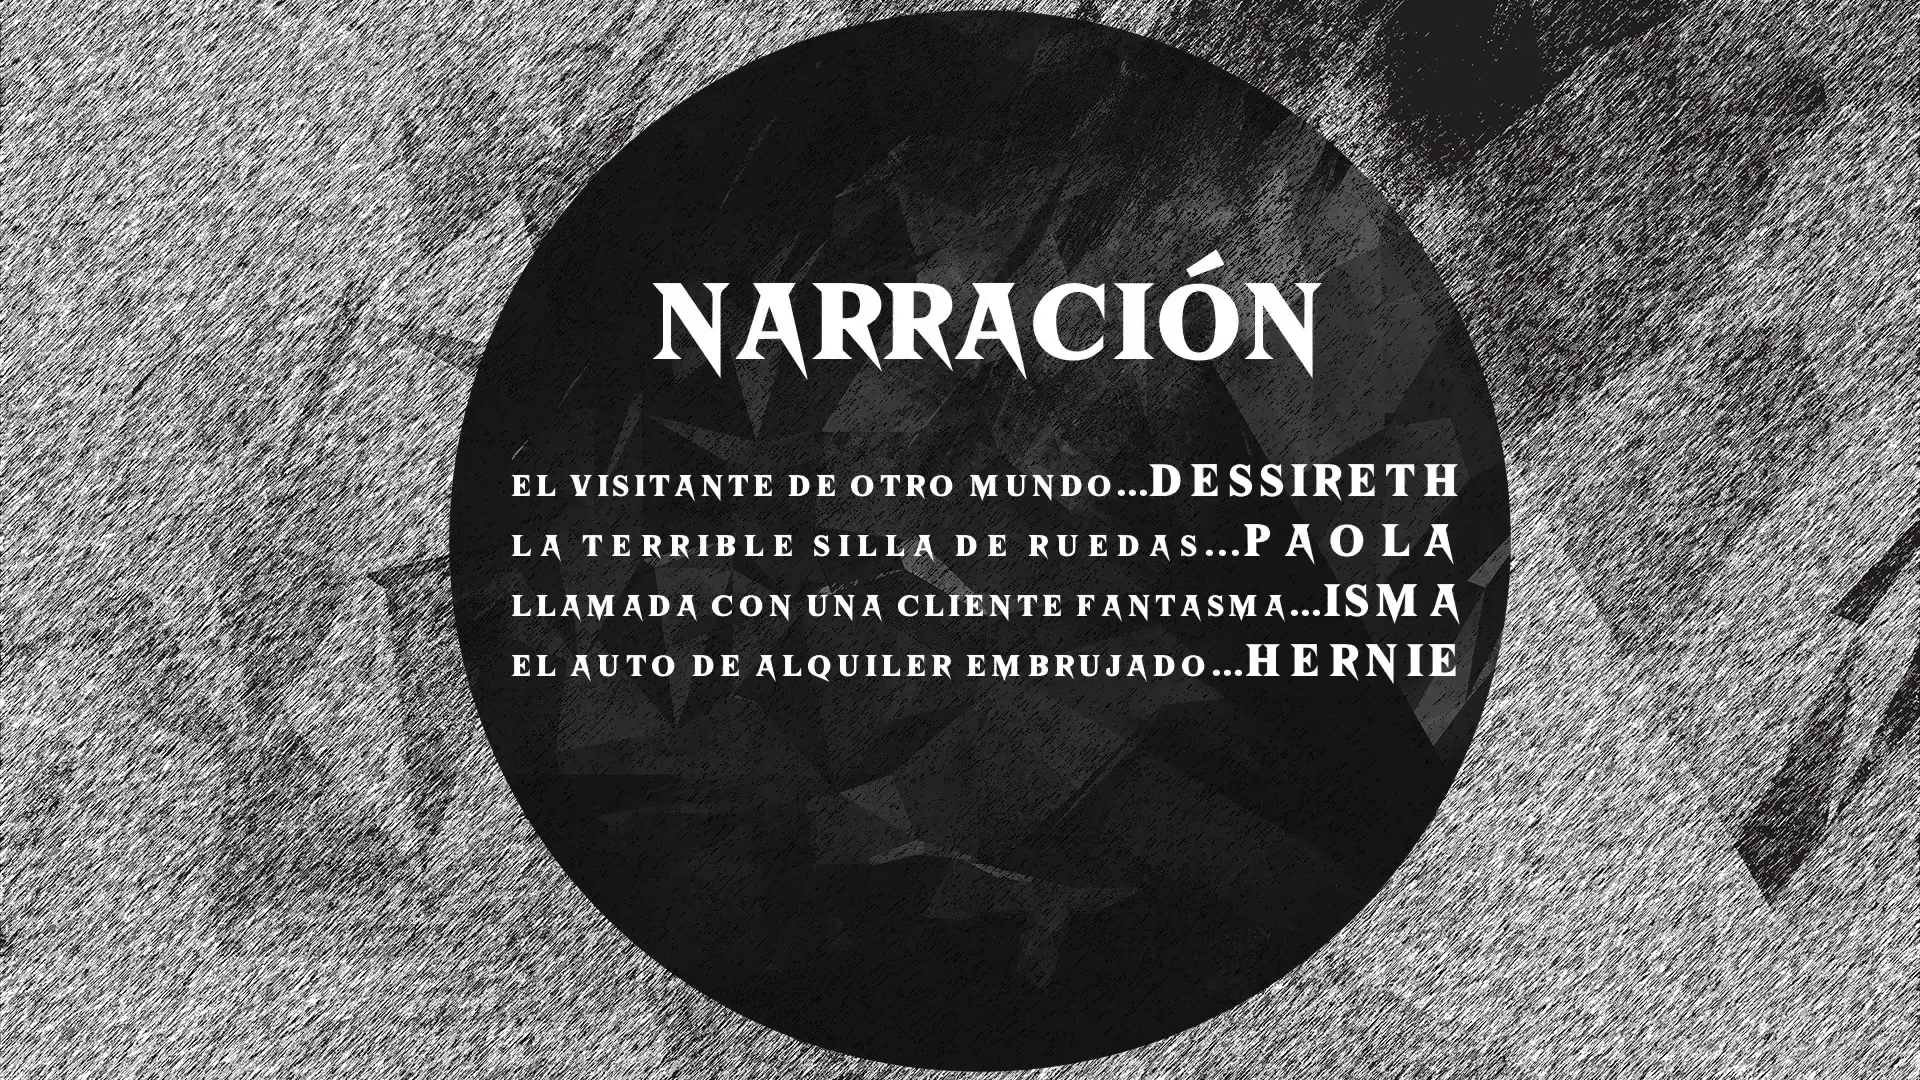 NARRACIÓN
EL VISITANTE DE OTRO MUNDO...DESSIRETH
LA TERRIBLE SILLA DE RUEDAS...PAOLA
LLAMADA CON UNA CLIENTE FANTASMA...ISMA
EL AUTO DE ALQUILER EMBRUJADO...HERNIE